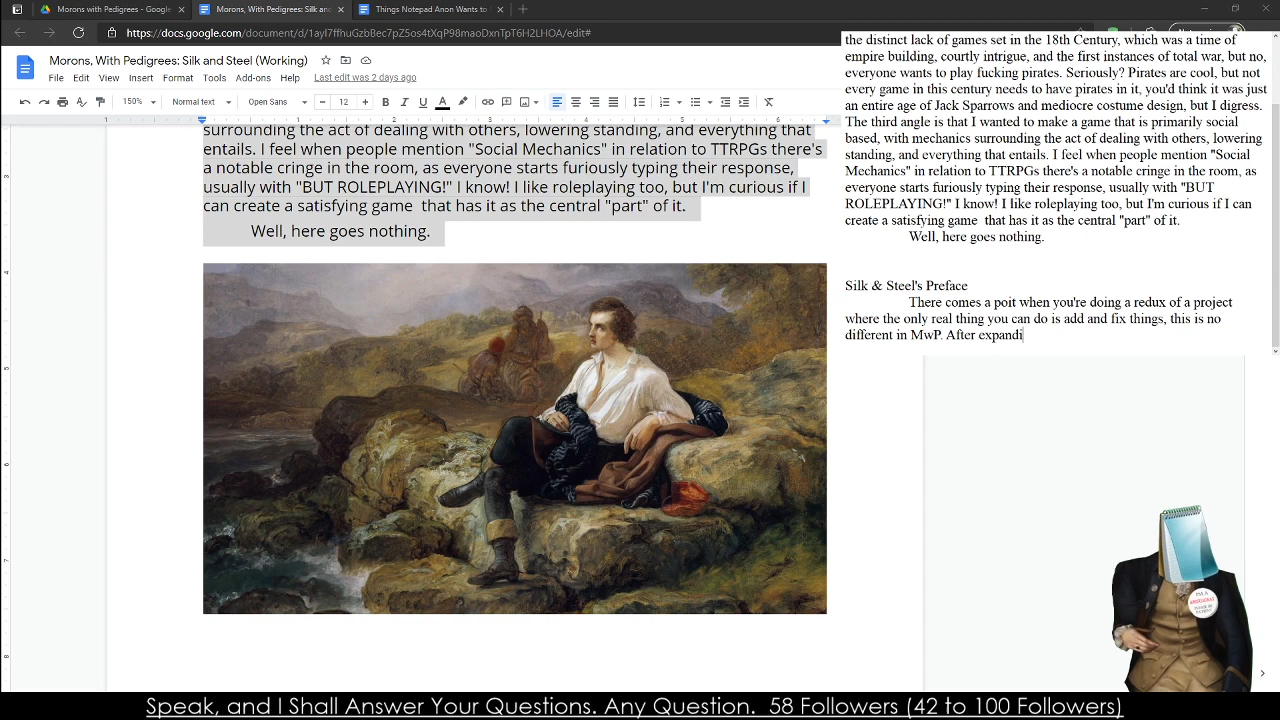 Morons with Pedigrees - Google
Morons, With Pedigrees: Silk and
Things Notepad Anon Wants to
https://docs.google.com/document/d/1ayI7ffhuGzbBec7pZ5os4tXqP98maoDxnTpT6H2LHOA/edit#
Morons, With Pedigrees: Silk and Steel (Working)
File Edit View Insert Format Tools Add-ons Help Last edit was 2 days ago
150% Normal text Open Sans 12
surrounding the act of dealing with others, lowering standing, and everything that
entails. I feel when people mention "Social Mechanics" in relation to TTRPGs there's
a notable cringe in the room, as everyone starts furiously typing their response,
usually with "BUT ROLEPLAYING!" I know! I like roleplaying too, but I'm curious if I
can create a satisfying game that has it as the central "part" of it.
Well, here goes nothing.
the distinct lack of games set in the 18th Century, which was a time of
empire building, courtly intrigue, and the first instances of total war, but no,
everyone wants to play fucking pirates. Seriously? Pirates are cool, but not
every game in this century needs to have pirates in it, you'd think it was just
an entire age of Jack Sparrows and mediocre costume design, but I digress.
The third angle is that I wanted to make a game that is primarily social
based, with mechanics surrounding the act of dealing with others, lowering
standing, and everything that entails. I feel when people mention "Social
Mechanics" in relation to TTRPGs there's a notable cringe in the room, as
everyone starts furiously typing their response, usually with "BUT
ROLEPLAYING!" I know! I like roleplaying too, but I'm curious if I can
create a satisfying game that has it as the central "part" of it.
Well, here goes nothing.
Silk & Steel's Preface
There comes a poit when you're doing a redux of a project
where the only real thing you can do is add and fix things, this is no
different in MwP. After expandi
I'M A
Speak, and I Shall Answer Your Questions. Any Question. 58 Followers (42 to 100 Followers)